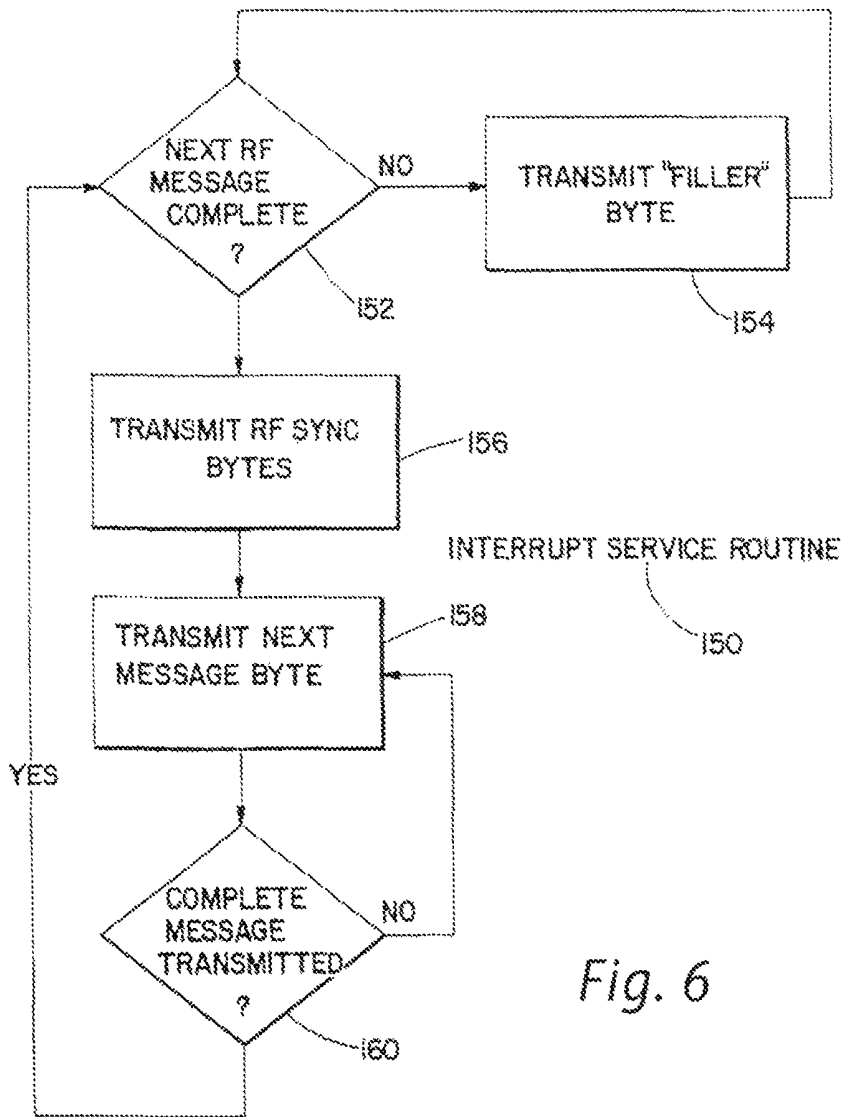 NEXT RF
MESSAGE
COMPLETE
?
NO
152
TRANSMIT "FILLER"
BYTE
154
TRANSMIT RF SYNC
BYTES
156
INTERRUPT SERVICE ROUTINE
150
TRANSMIT NEXT
MESSAGE BYTE
158
YES
COMPLETE
MESSAGE
TRANSMITTED
?
NO
160
Fig. 6